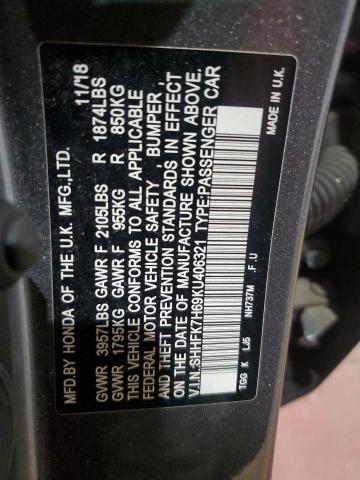 MFD.BY HONDA OF THE U.K. MFG.,LTD. 11/18
GVWR 3957LBS GAWR F 2105LBS R 1874LBS
GVWR 1795KG GAWR F 955KG R 850KG
THIS VEHICLE CONFORMS TO ALL APPLICABLE
FEDERAL MOTOR VEHICLE SAFETY , BUMPER ,
AND THEFT PREVENTION STANDARDS IN EFFECT
ON THE DATE OF MANUFACTURE SHOWN ABOVE.
V.I.N.:SHHFK7H69KU406321 TYPE:PASSENGER CAR
TGG K LJ5 NH737M .F.U MADE IN U.K.